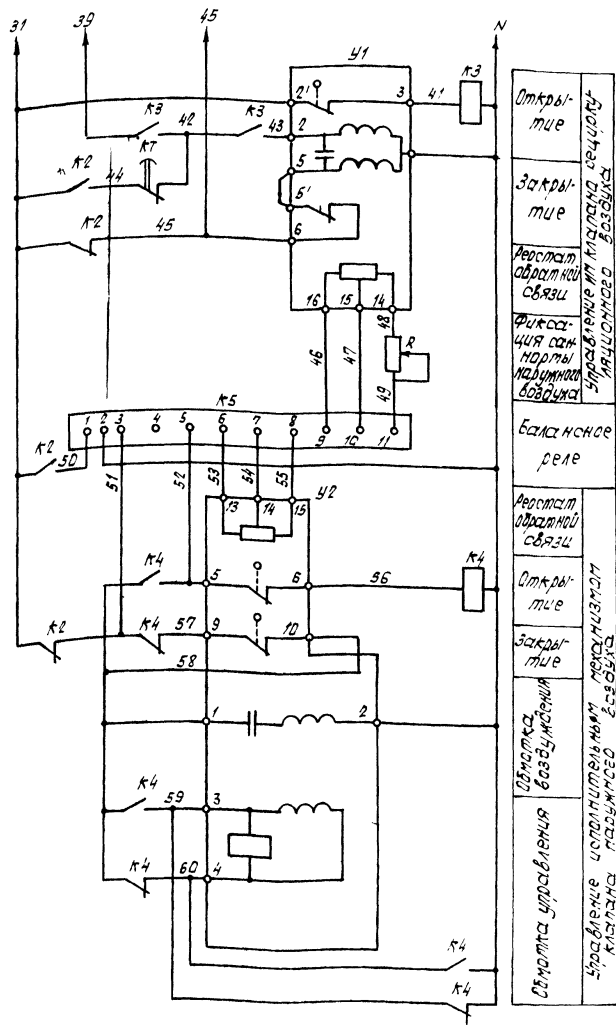 31
39
45
N
У1
2'
3
41
К3
К3
42
К3
43
2
КТ
К2
44
5
5'
К2
45
6
16
15
14
48
R
46
47
49
К5
1
2
3
4
5
6
7
8
9
10
11
К2
50
51
52
53
54
55
У2
13
14
15
К4
5
6
56
К4
К2
К4
57
9
10
58
1
2
К4
59
3
К4
60
4
К4
К4
Откры-
тие
Закры-
тие
Реостат
обратной
связи
Фикса-
ция сан.
нормы
наружного
воздуха
Управление ИМ клапана рецирку-
ляционного воздуха
Балансное
реле
Реостат
обратной
связи
Откры-
тие
Закры-
тие
Обмотка
возбуждения
Обмотка управления
Управление исполнительным механизмом
клапана наружного воздуха